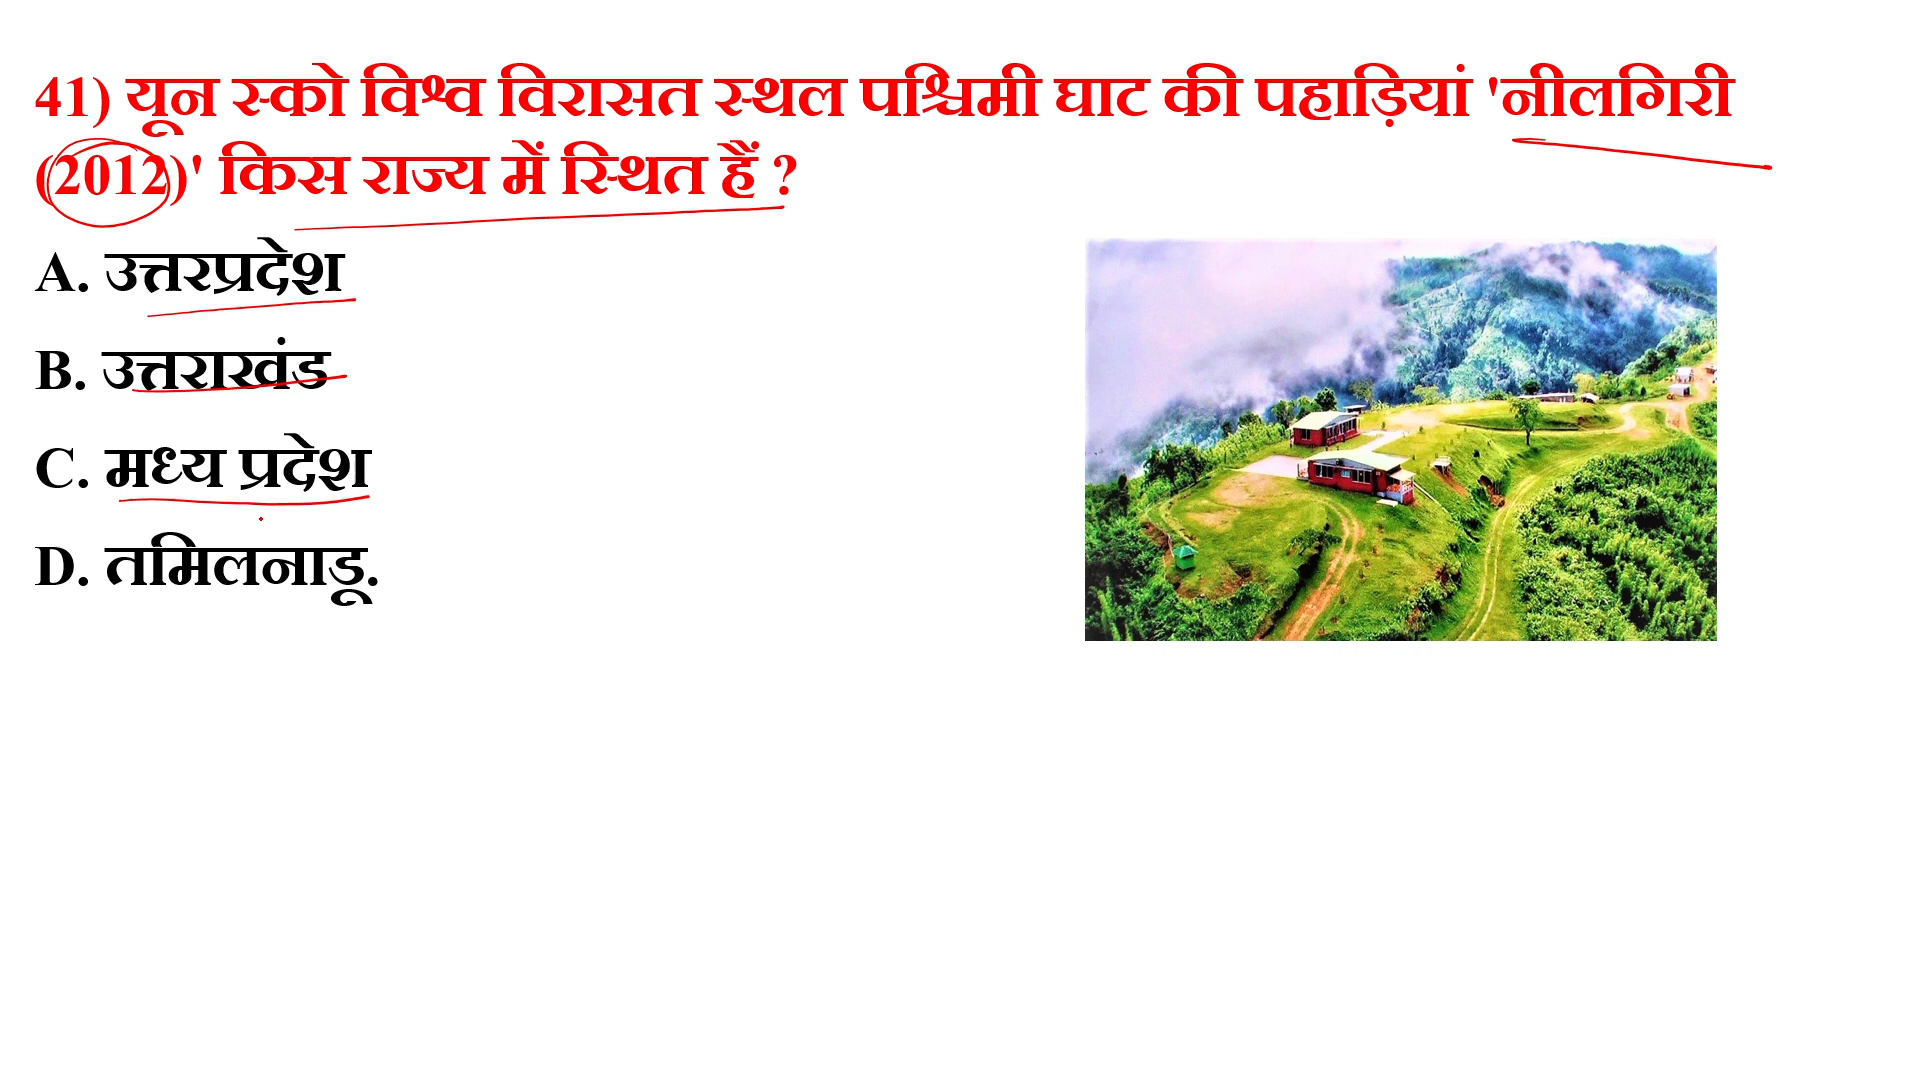 41) यून स्को विश्व विरासत स्थल पश्चिमी घाट की पहाड़ियां 'नीलगिरी
(2012)' किस राज्य में स्थित हैं ?
A. उत्तरप्रदेश
B. उत्तराखंड
C. मध्य प्रदेश
D. तमिलनाडू.